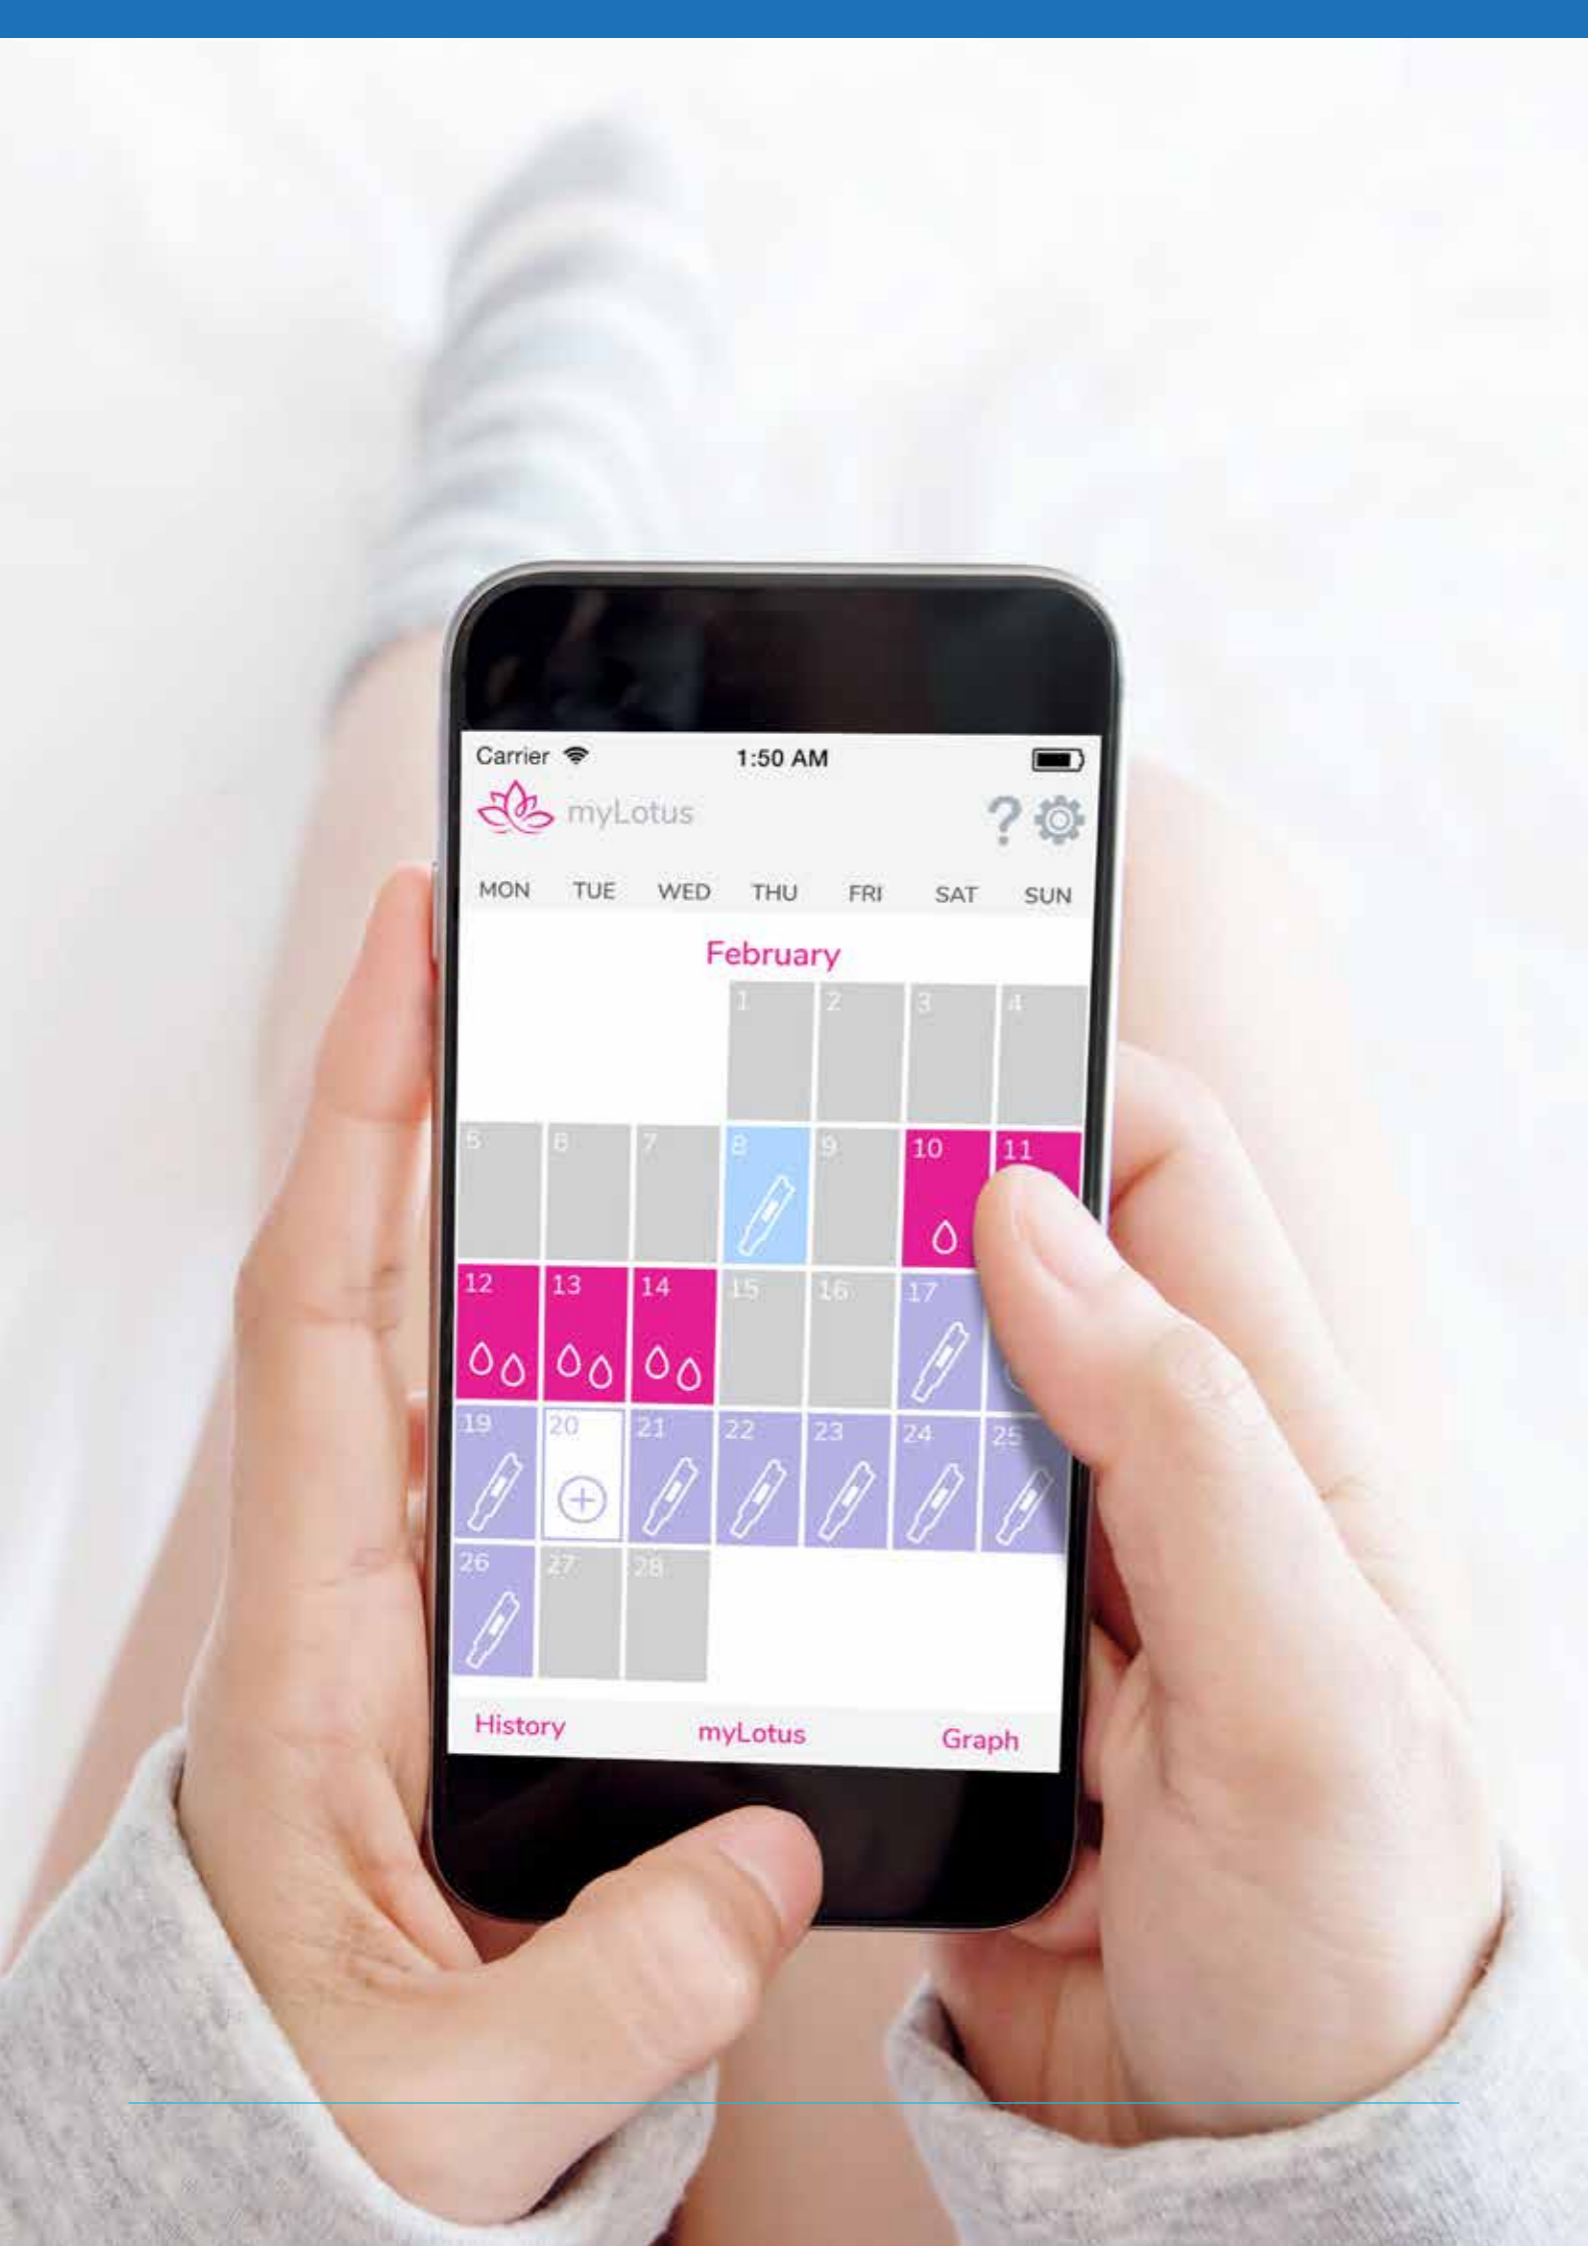 Carrier 1:50 AM
myLotus ?
MON TUE WED THU FRI SAT SUN
February
1 2 3 4
5 6 7 8 9 10 11
12 13 14 15 16 17
19 20 21 22 23 24 25
26 27 28
History myLotus Graph